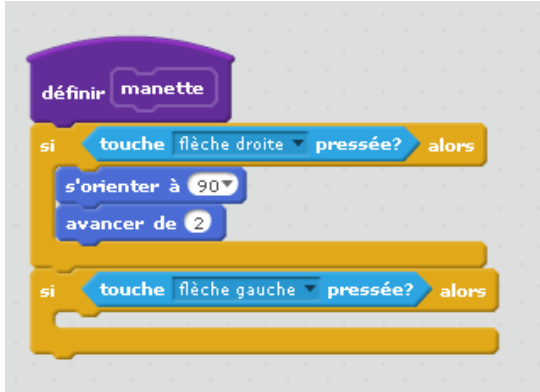 définir manette
si touche flèche droite pressée? alors
s'orienter à 90
avancer de 2
si touche flèche gauche pressée? alors